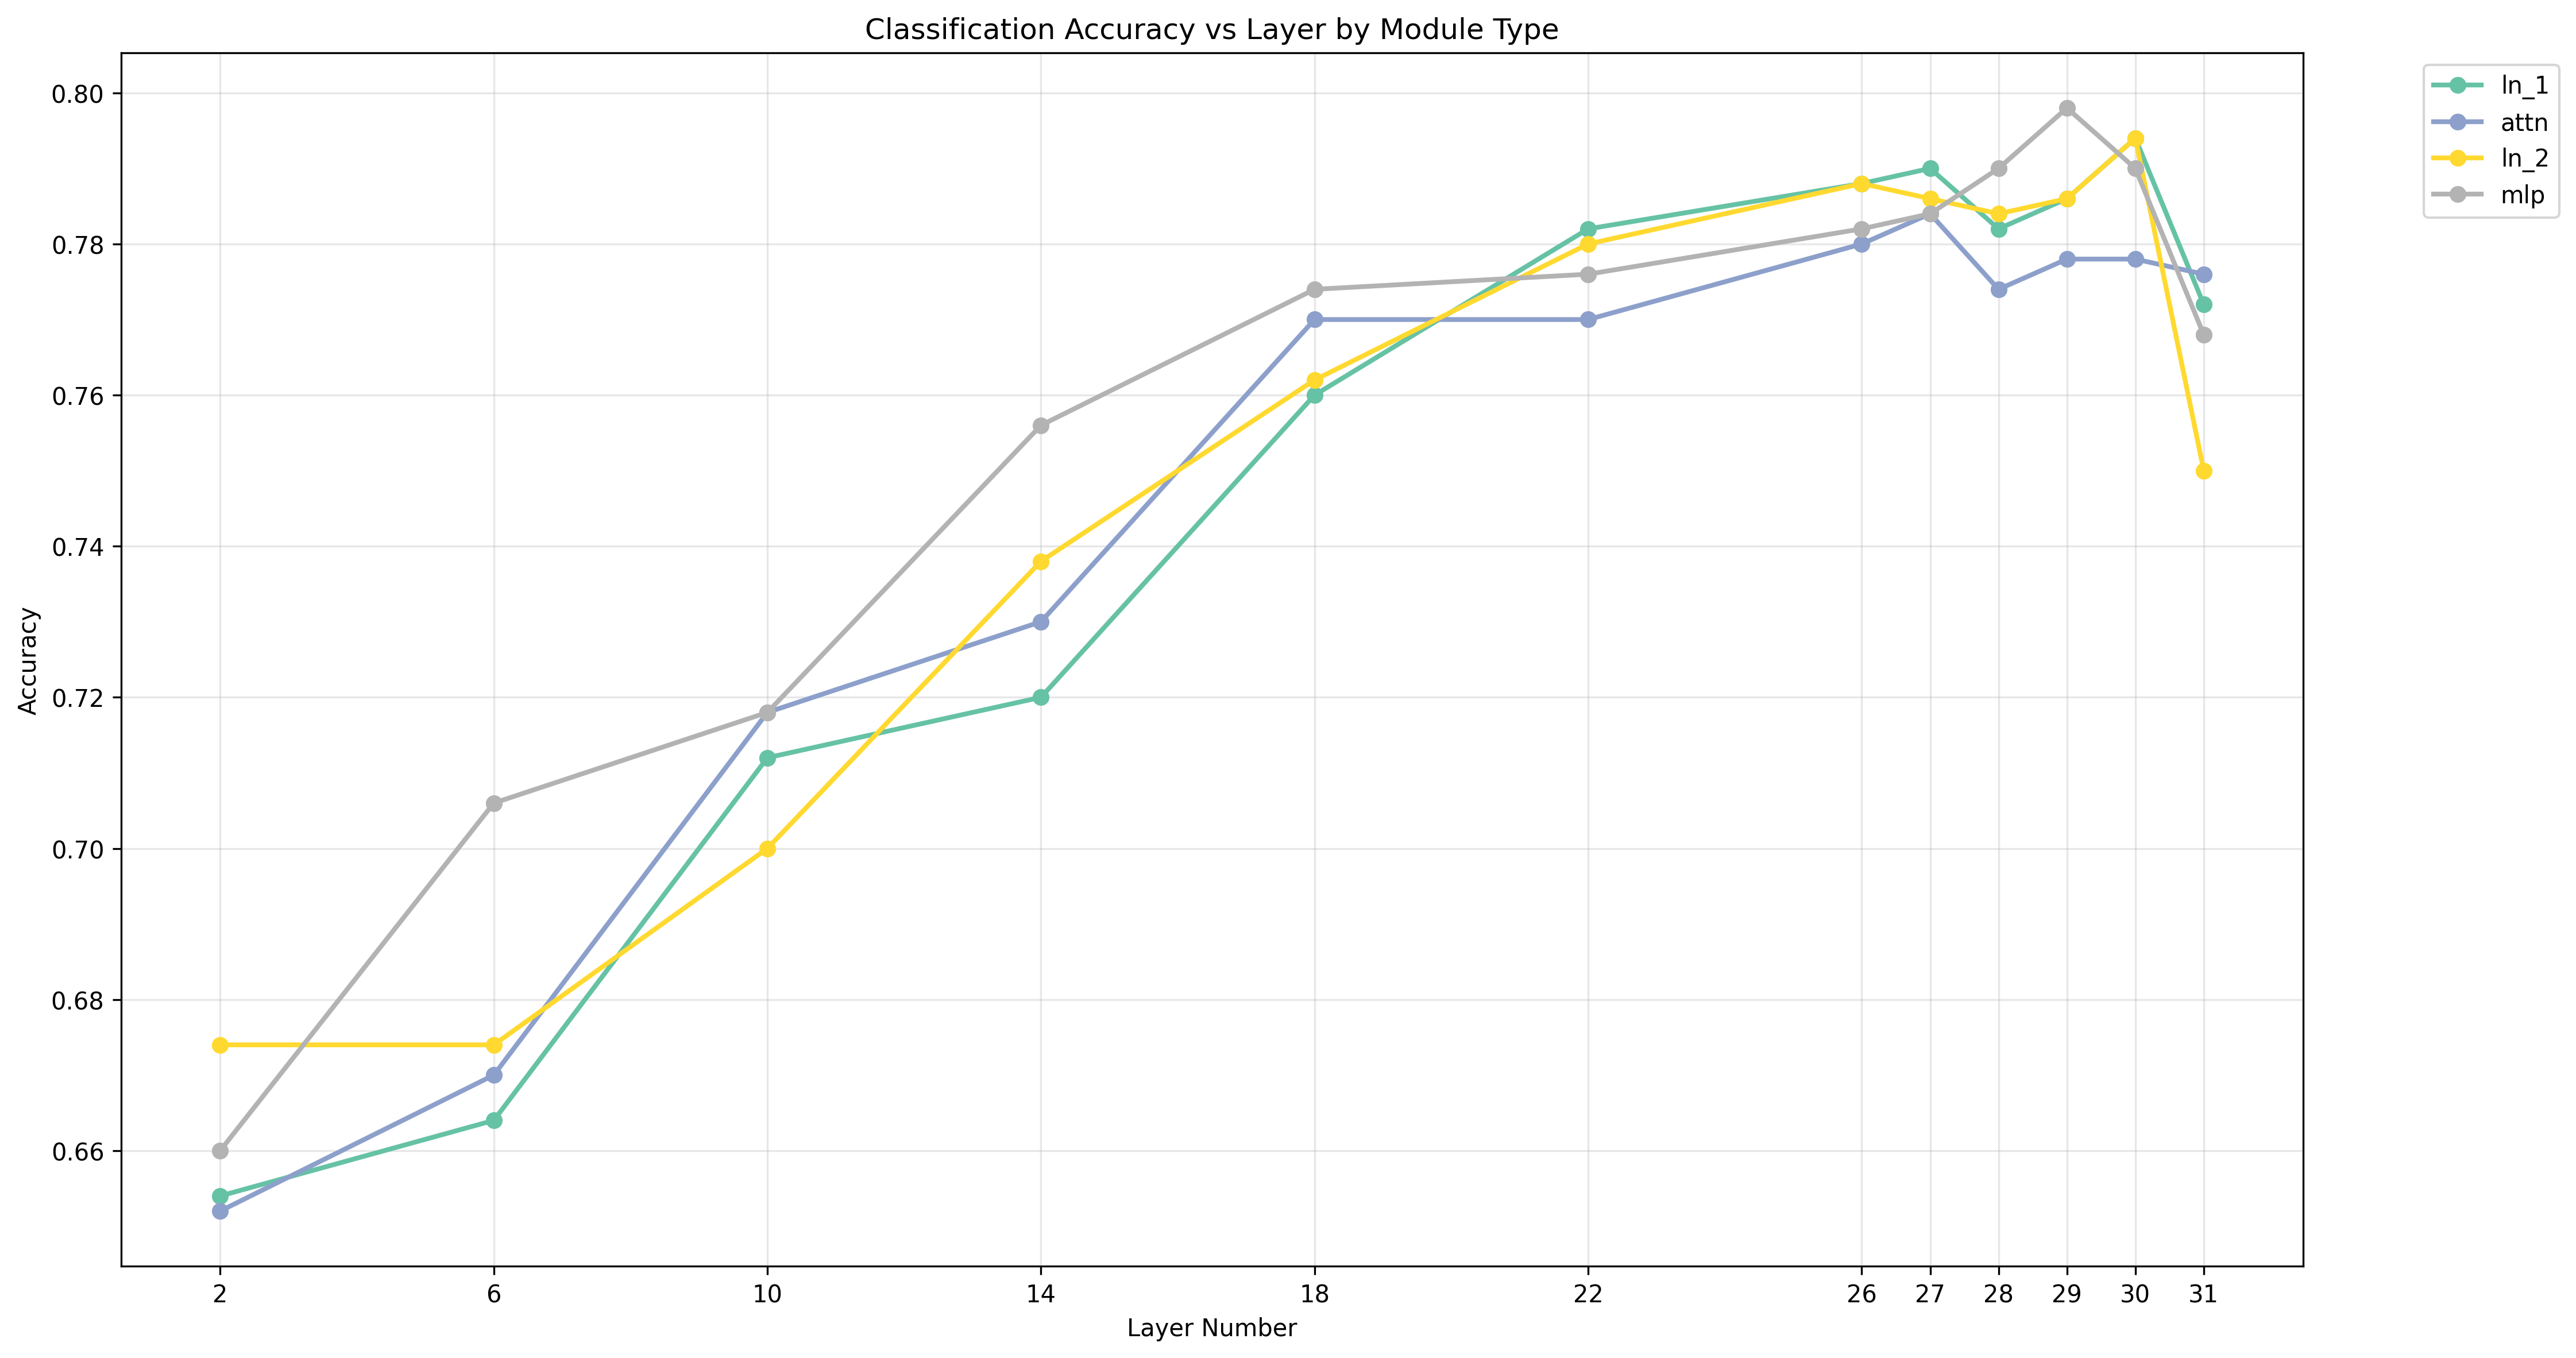 Classification Accuracy vs Layer by Module Type
ln_1
attn
ln_2
mlp
Accuracy
0.80
0.78
0.76
0.74
0.72
0.70
0.68
0.66
2 6 10 14 18 22 26 27 28 29 30 31
Layer Number